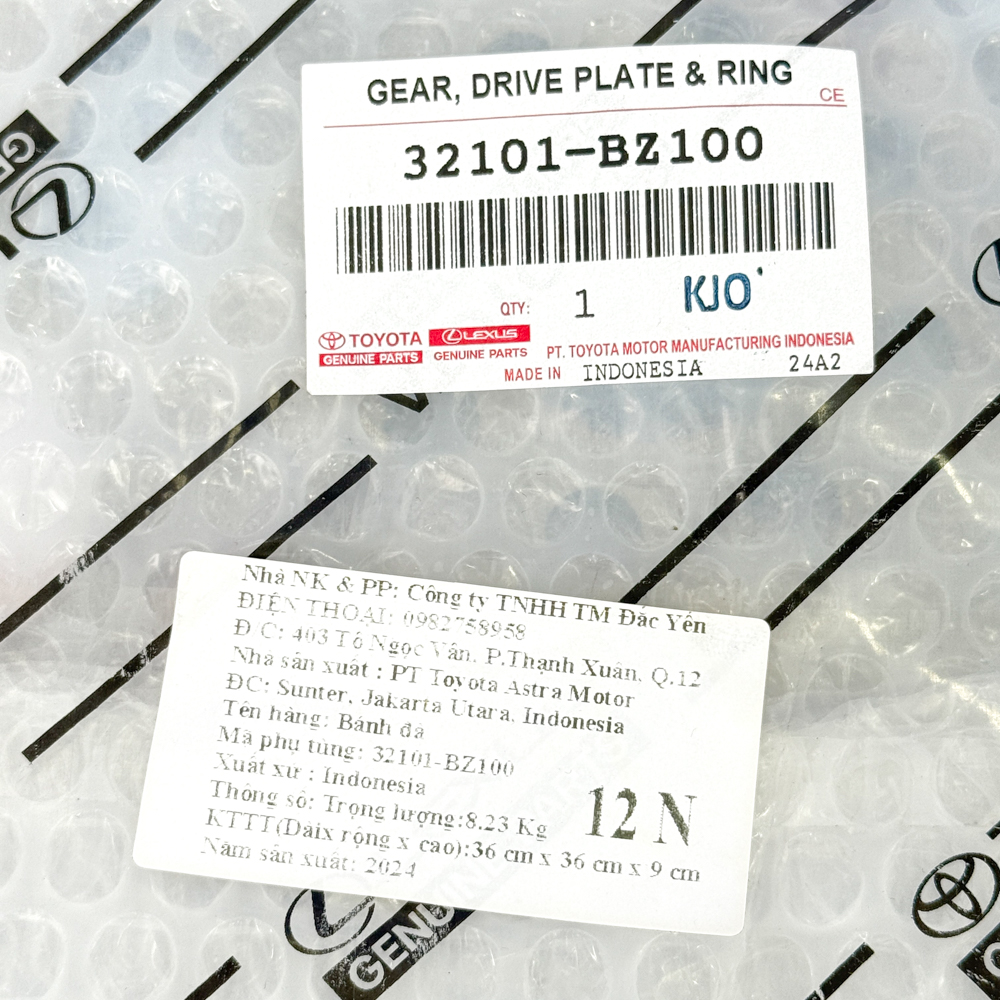 GEAR, DRIVE PLATE & RING
CE
32101-BZ100
QTY: 1 KJO
TOYOTA LEXUS
GENUINE PARTS GENUINE PARTS
PT. TOYOTA MOTOR MANUFACTURING INDONESIA
MADE IN INDONESIA 24A2
Nhà NK & PP: Công ty TNHH TM Đắc Yến
ĐIỆN THOẠI: 0982758958
Đ/C: 403 Tô Ngọc Vân, P.Thạnh Xuân, Q.12
Nhà sản xuất : PT Toyota Astra Motor
ĐC: Sunter, Jakarta Utara, Indonesia
Tên hàng: Bánh đà
Mã phụ tùng: 32101-BZ100
Xuất xứ : Indonesia
Thông số: Trọng lượng:8.23 Kg
12 N
KTTT(Dàix rộng x cao):36 cm x 36 cm x 9 cm
Năm sản xuất: 2024
GENUIN